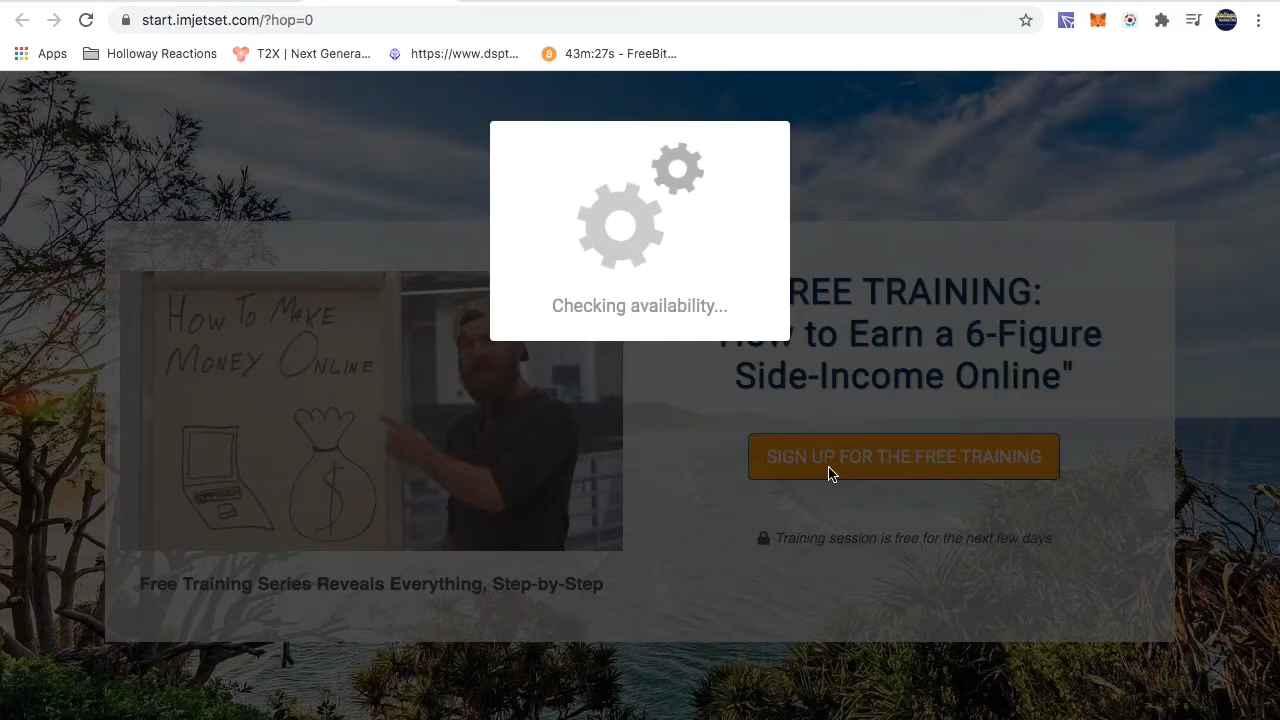 start.imjetset.com/?hop=0
Apps
Holloway Reactions
T2X | Next Genera...
https://www.dspt...
43m:27s - FreeBit...
Checking availability...
HOW TO MAKE
MONEY ONLINE
$
Free Training Series Reveals Everything, Step-by-Step
REE TRAINING:
How to Earn a 6-Figure
Side-Income Online"
SIGN UP FOR THE FREE TRAINING
Training session is free for the next few days